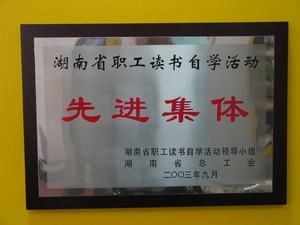 湖南省职工读书自学活动
先进集体
湖南省职工读书自学活动领导小组
湖南省总工会
二〇〇三年九月